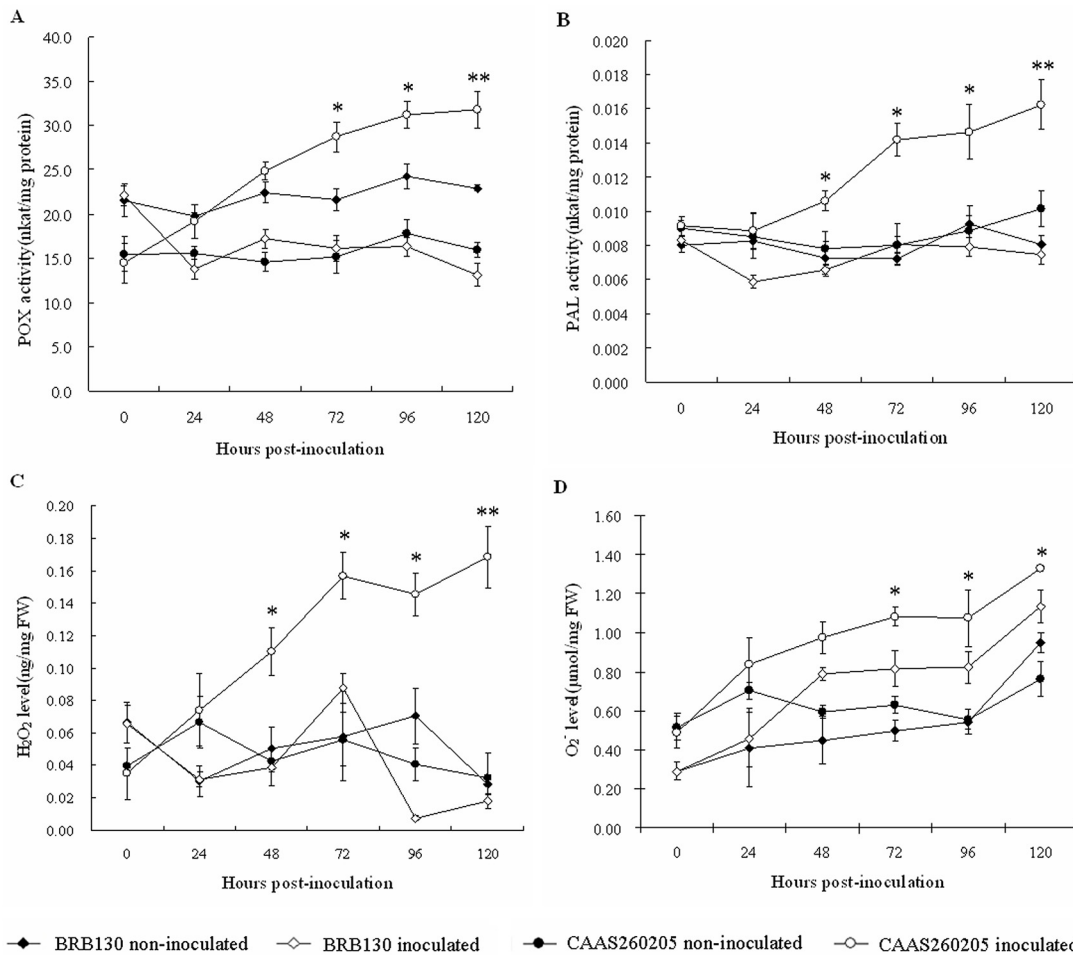 A
40.0
35.0
30.0
25.0
20.0
15.0
10.0
5.0
0.0
POX activity(ukat/mg protein)
* * **
0 24 48 72 96 120
Hours post-inoculation
B
0.020
0.018
0.016
0.014
0.012
0.010
0.008
0.006
0.004
0.002
0.000
PAL activity(ukat/mg protein)
* * * **
0 24 48 72 96 120
Hours post-inoculation
C
0.20
0.18
0.16
0.14
0.12
0.10
0.08
0.06
0.04
0.02
0.00
H₂O₂ level(ng/mg FW)
* * * **
0 24 48 72 96 120
Hours post-inoculation
D
1.60
1.40
1.20
1.00
0.80
0.60
0.40
0.20
0.00
O₂⁻ level(μmol/mg FW)
* * *
0 24 48 72 96 120
Hours post-inoculation
BRB130 non-inoculated BRB130 inoculated CAAS260205 non-inoculated CAAS260205 inoculated